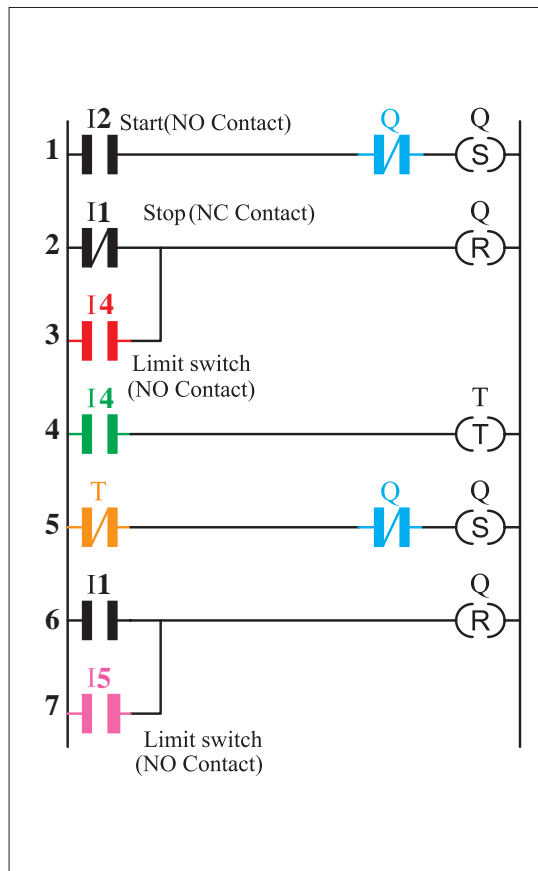 I2 Start(NO Contact) Q Q
1 S
I1 Stop (NC Contact) Q
2 R
I4
3 Limit switch
(NO Contact)
I4 T
4 T
T Q Q
5 S
I1 Q
6 R
I5
7 Limit switch
(NO Contact)